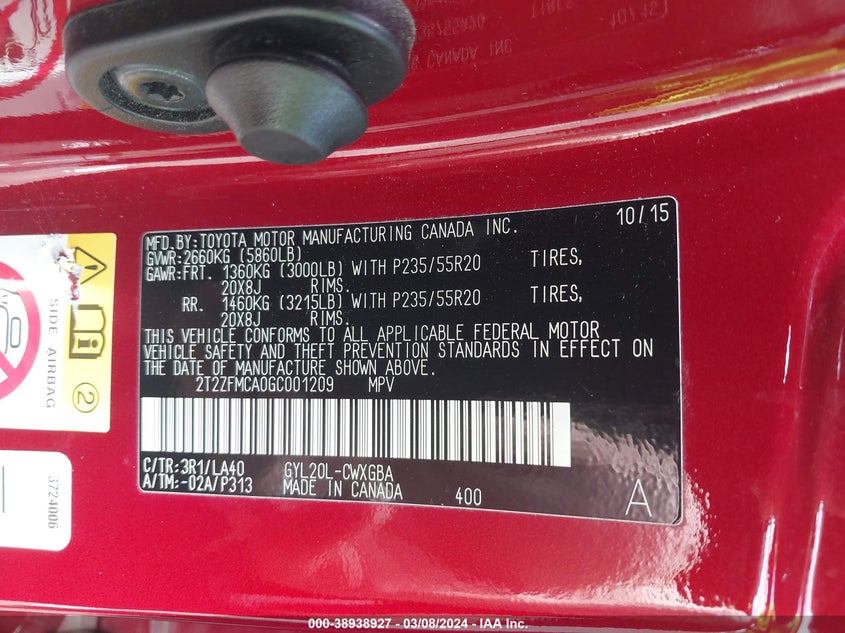 10/15
MFD.BY:TOYOTA MOTOR MANUFACTURING CANADA INC.
GVWR:2660KG (5860LB)
GAWR:FRT. 1360KG (3000LB) WITH P235/55R20 TIRES,
20X8J RIMS.
RR. 1460KG (3215LB) WITH P235/55R20 TIRES,
20X8J RIMS.
THIS VEHICLE CONFORMS TO ALL APPLICABLE FEDERAL MOTOR
VEHICLE SAFETY AND THEFT PREVENTION STANDARDS IN EFFECT ON
THE DATE OF MANUFACTURE SHOWN ABOVE.
2T2ZFMCA0GC001209 MPV
C/TR:3R1/LA40 GYL20L-CWXGBA
A/TM:-02A/P313 MADE IN CANADA 400 A
SIDE AIRBAG
2
3724006
000-38938927 / 03/08/2024 - IAA Inc.